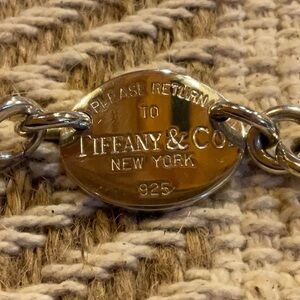 PLEASE RETURN
TO
TIFFANY & CO.
NEW YORK
925